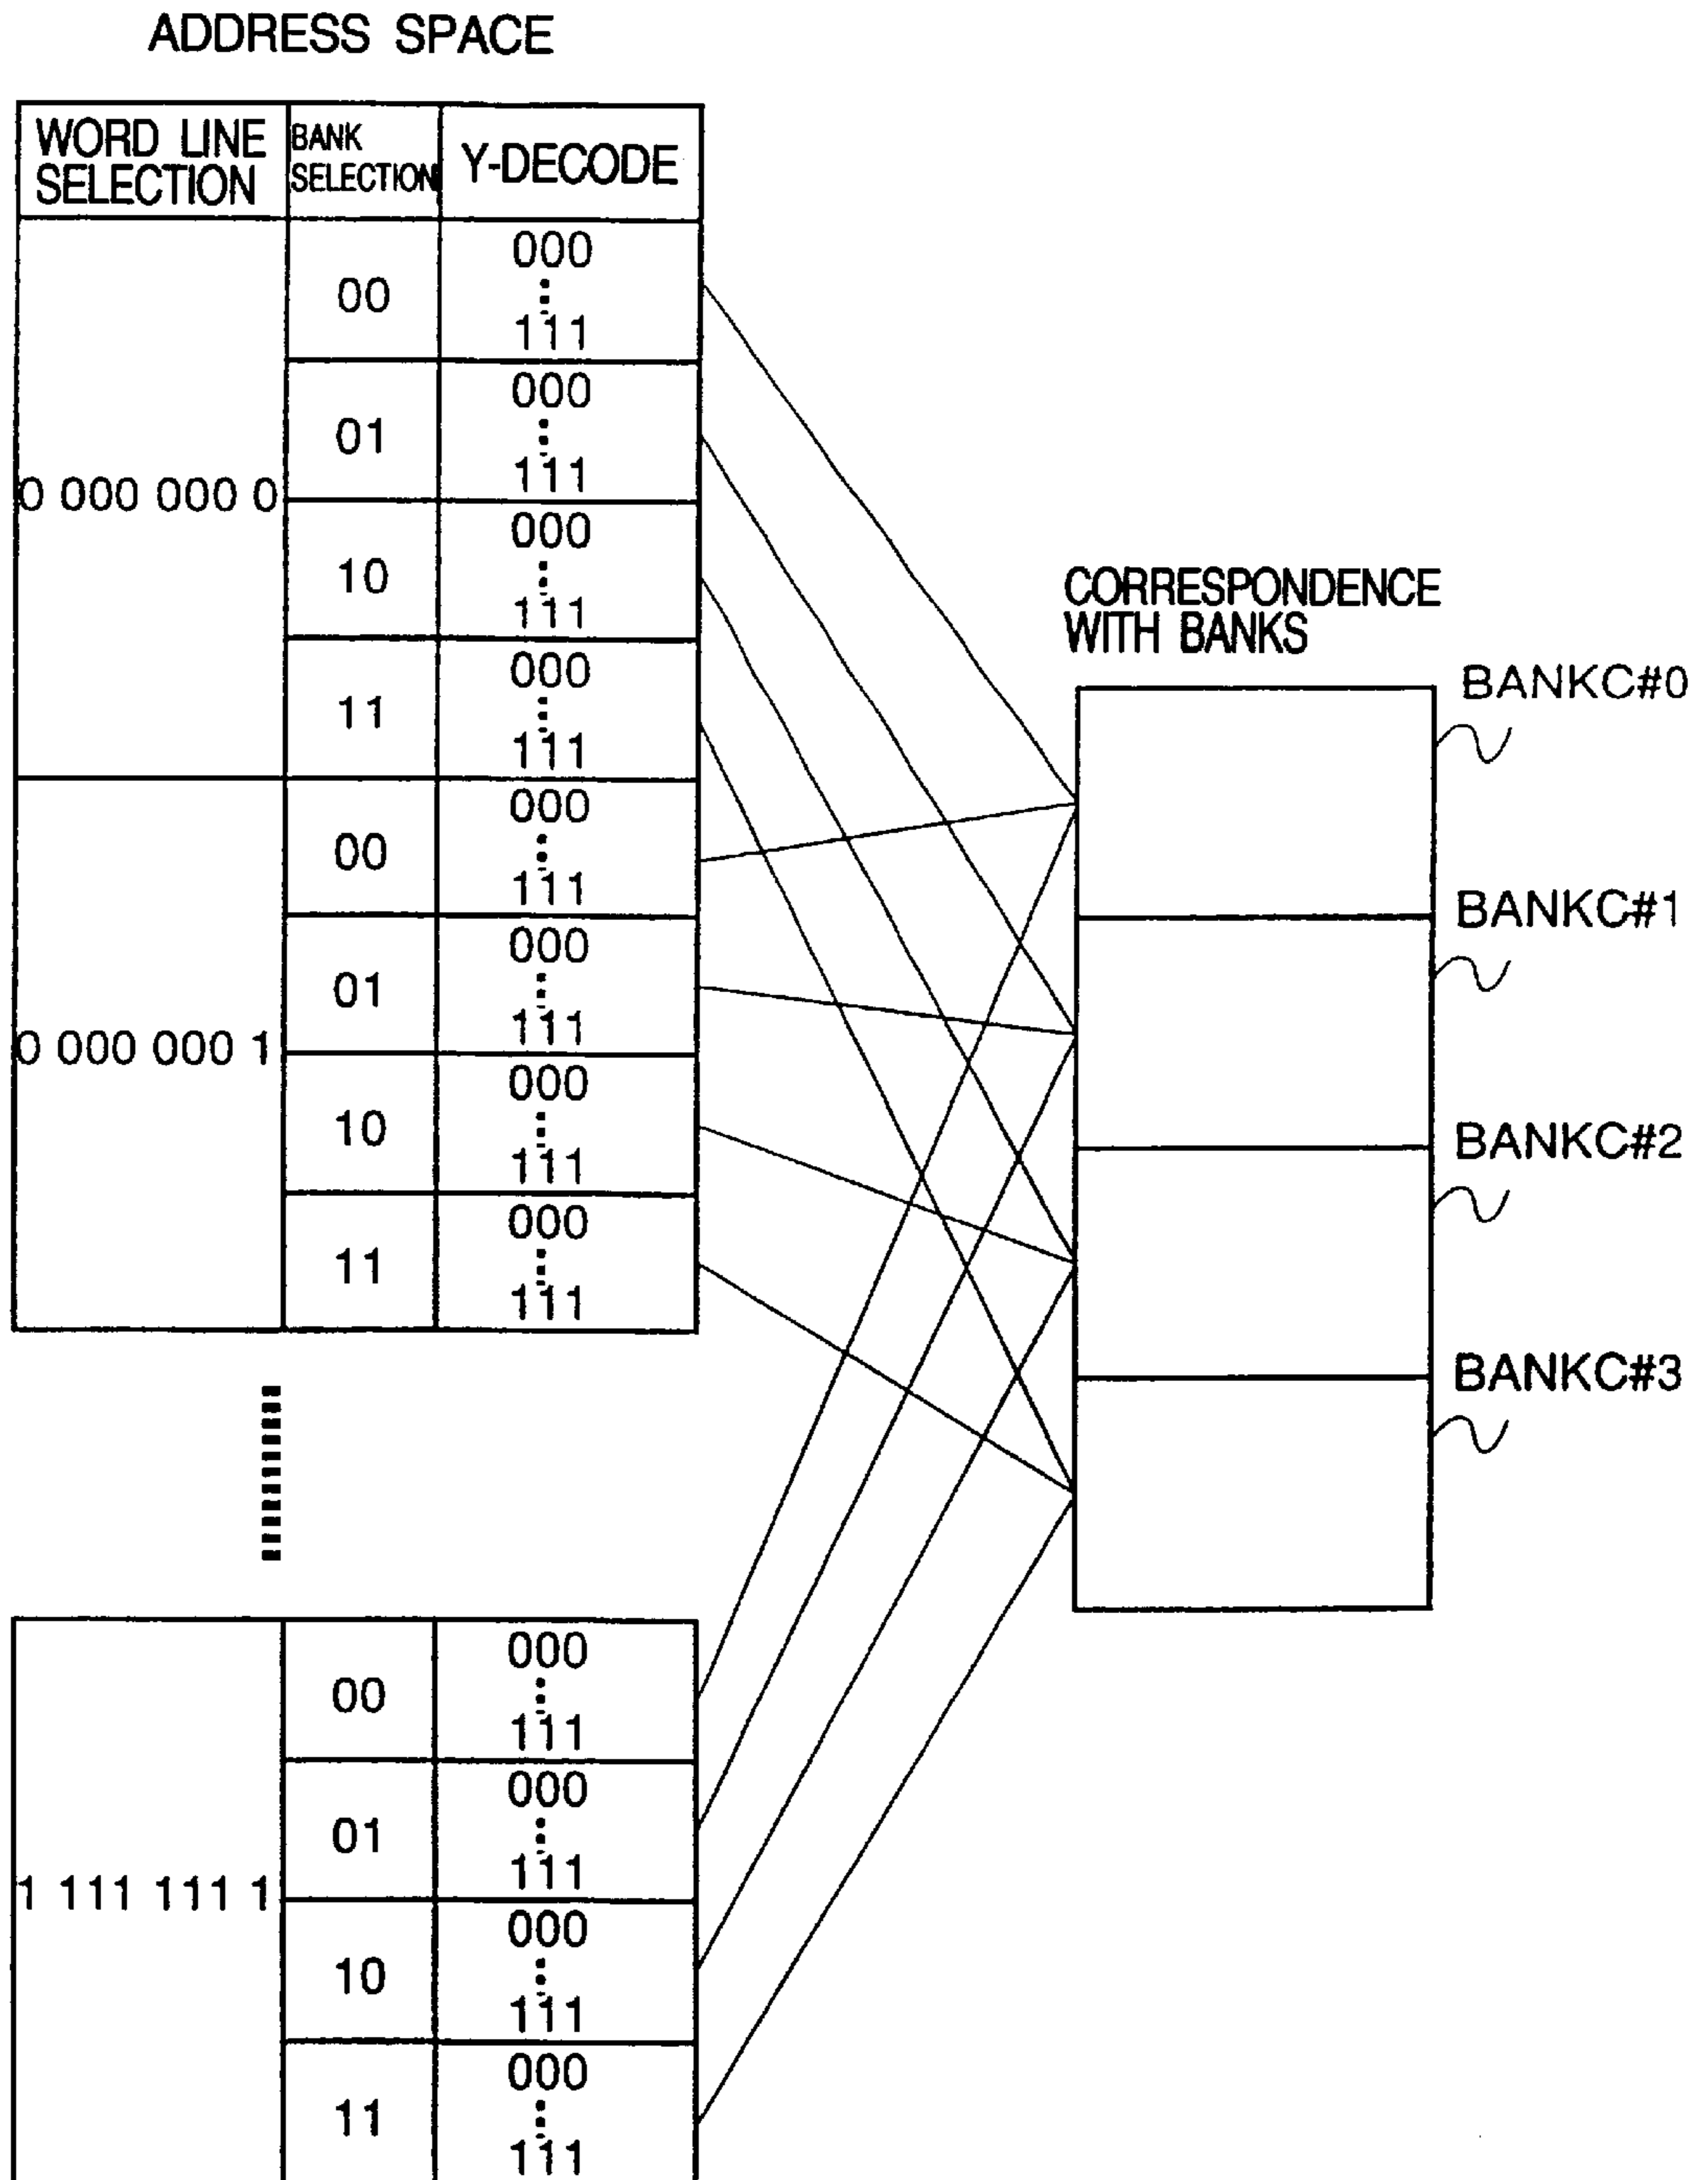 ADDRESS SPACE
WORD LINE
SELECTION
BANK
SELECTION
Y-DECODE
0 000 000 0
00
000
111
01
000
111
10
000
111
11
000
111
0 000 000 1
00
000
111
01
000
111
10
000
111
11
000
111
1 111 111 1
00
000
111
01
000
111
10
000
111
11
000
111
CORRESPONDENCE
WITH BANKS
BANKC#0
BANKC#1
BANKC#2
BANKC#3